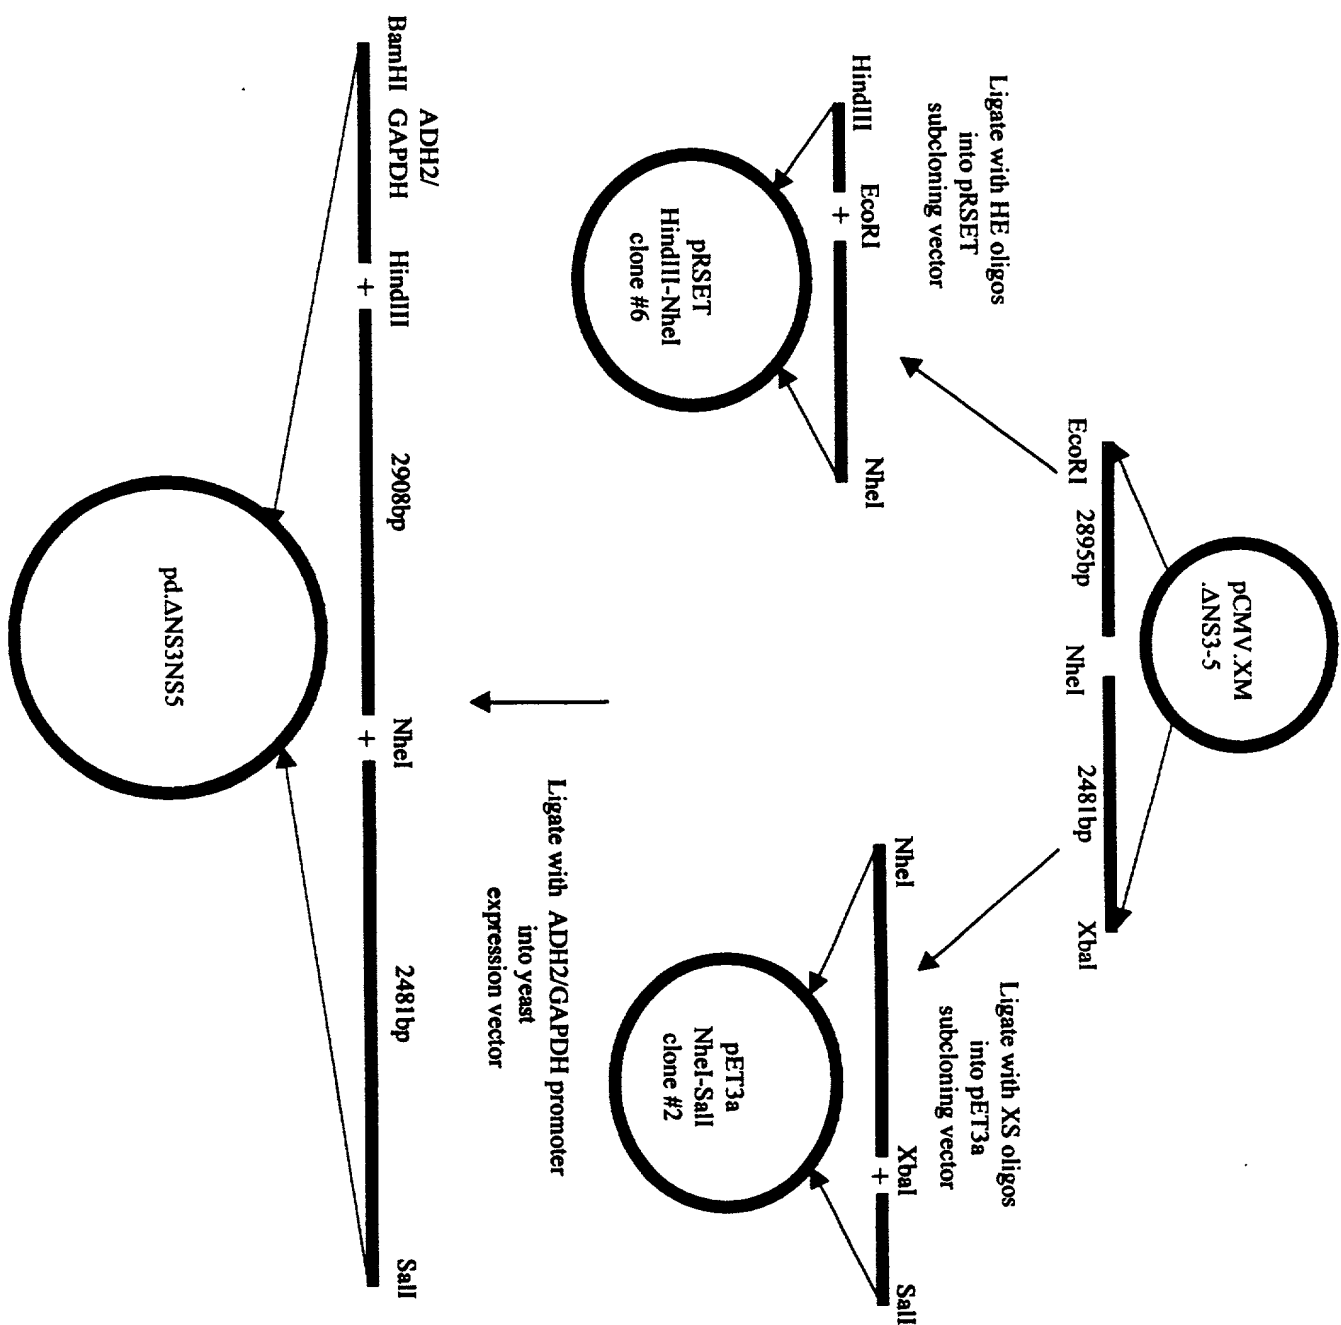 pCMV.XM
.ΔNS3-5
EcoRI 2895bp NheI 2481bp XbaI
Ligate with HE oligos
into pRSET
subcloning vector
Ligate with XS oligos
into pET3a
subcloning vector
HindIII EcoRI NheI
+
pRSET
HindIII-NheI
clone #6
NheI XbaI SalI
+
pET3a
NheI-SalI
clone #2
Ligate with ADH2/GAPDH promoter
into yeast
expression vector
ADH2/
BamHI GAPDH HindIII 2908bp NheI 2481bp SalI
+ +
pd.ΔNS3NS5